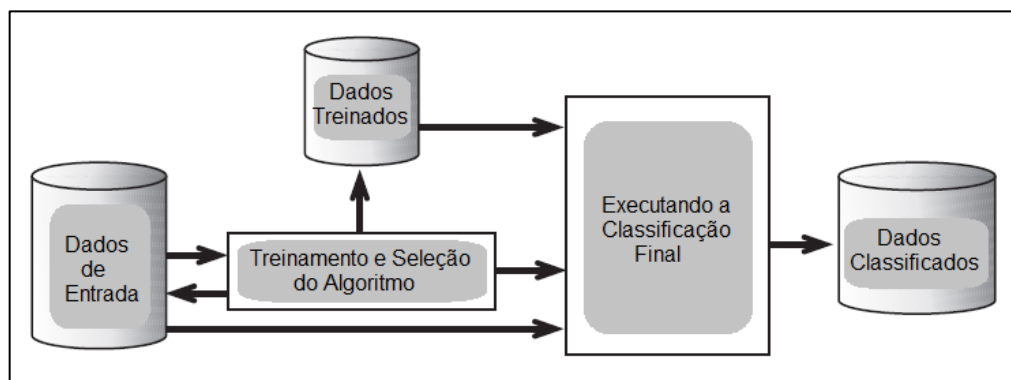 Dados
Treinados
Dados
de
Entrada
Treinamento e Seleção
do Algoritmo
Executando a
Classificação
Final
Dados
Classificados